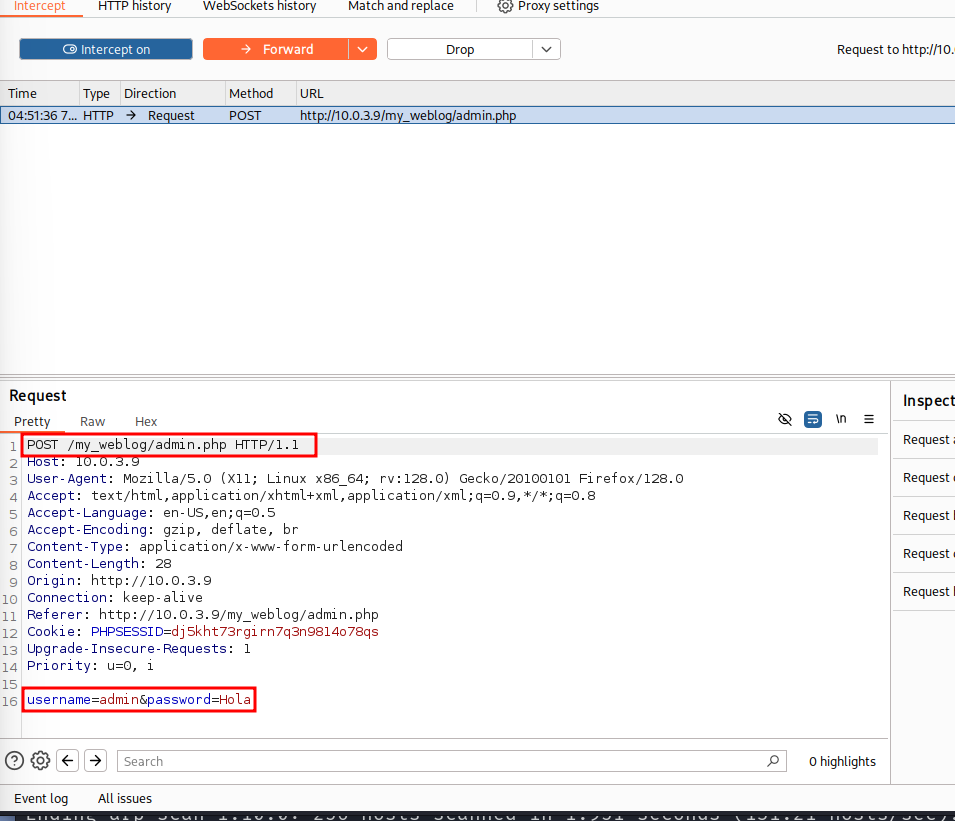 Intercept HTTP history WebSockets history Match and replace Proxy settings
Intercept on Forward Drop Request to http://10.
Time Type Direction Method URL
04:51:36 7... HTTP Request POST http://10.0.3.9/my_weblog/admin.php
Request
Pretty Raw Hex \n
1 POST /my_weblog/admin.php HTTP/1.1
2 Host: 10.0.3.9
3 User-Agent: Mozilla/5.0 (X11; Linux x86_64; rv:128.0) Gecko/20100101 Firefox/128.0
4 Accept: text/html,application/xhtml+xml,application/xml;q=0.9,*/*;q=0.8
5 Accept-Language: en-US,en;q=0.5
6 Accept-Encoding: gzip, deflate, br
7 Content-Type: application/x-www-form-urlencoded
8 Content-Length: 28
9 Origin: http://10.0.3.9
10 Connection: keep-alive
11 Referer: http://10.0.3.9/my_weblog/admin.php
12 Cookie: PHPSESSID=dj5kht73rgirn7q3n98l4o78qs
13 Upgrade-Insecure-Requests: 1
14 Priority: u=0, i
15
16 username=admin&password=Hola
Inspect
Request a
Request
Request
Request
Request
Search 0 highlights
Event log All issues